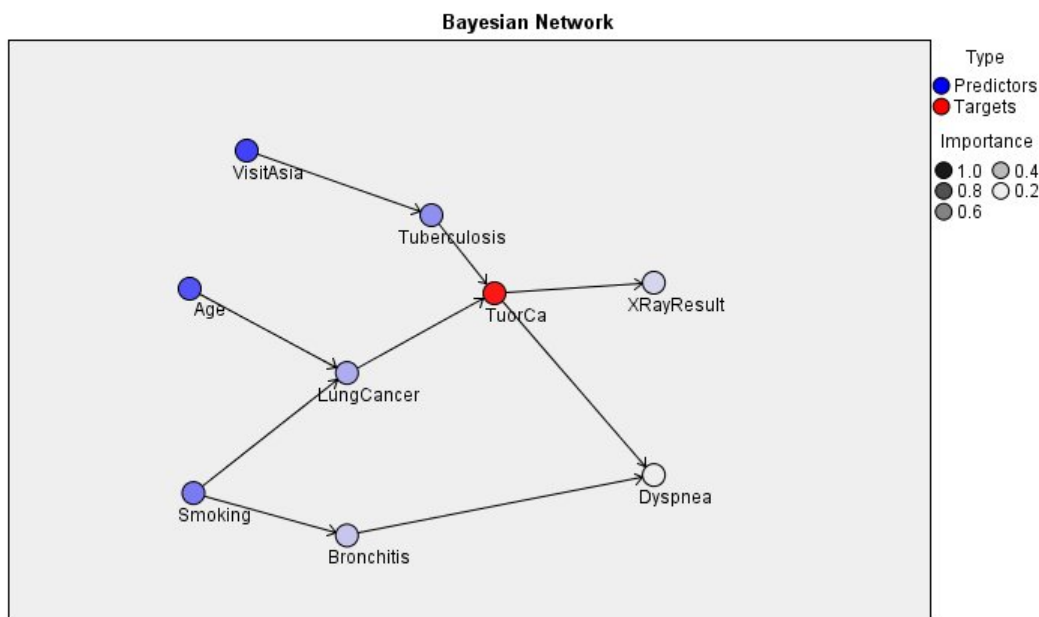 Bayesian Network
Type
Predictors
Targets
Importance
1.0 0.4
0.8 0.2
0.6
VisitAsia
Tuberculosis
Age
TuorCa
XRayResult
LungCancer
Smoking
Dyspnea
Bronchitis